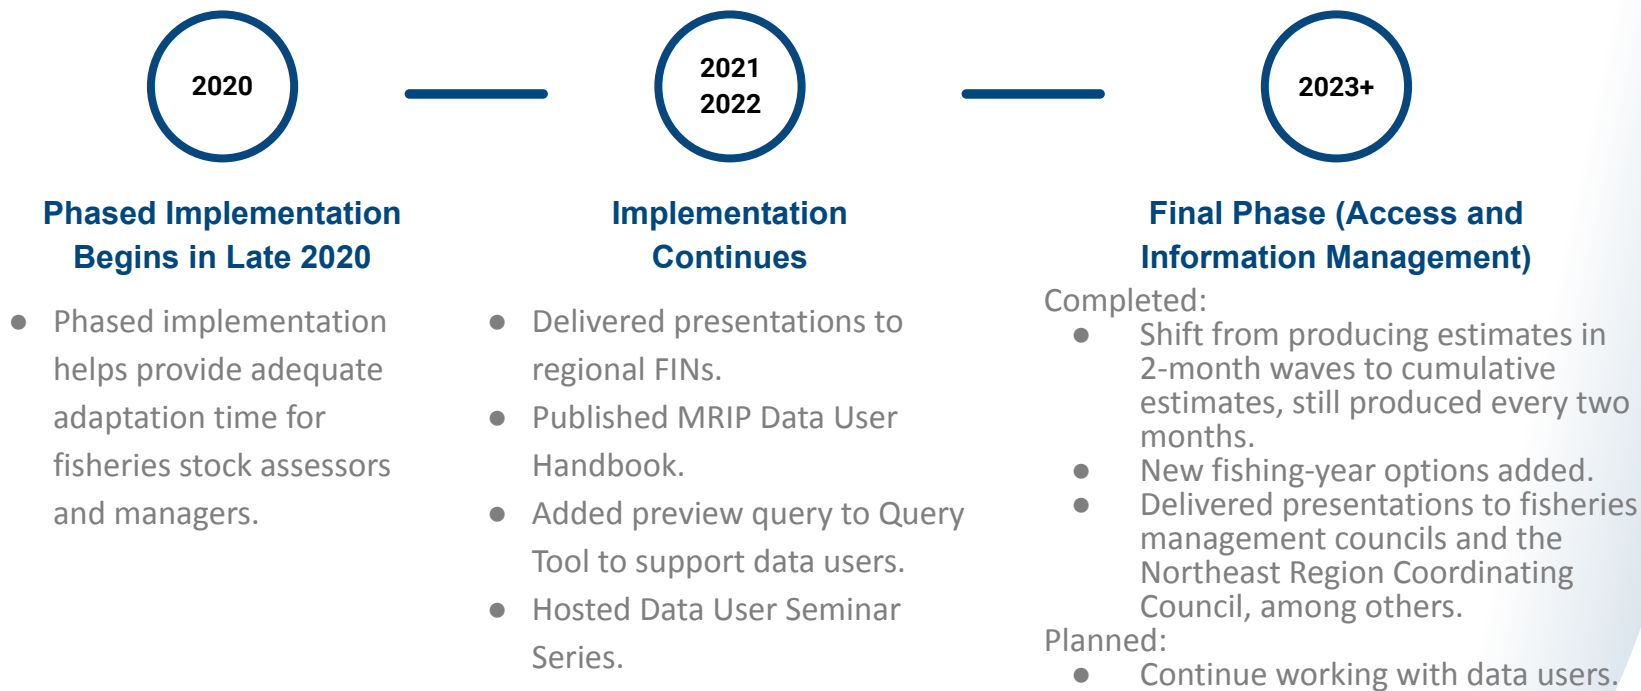 2020
Phased Implementation
Begins in Late 2020
● Phased implementation
helps provide adequate
adaptation time for
fisheries stock assessors
and managers.
2021
2022
Implementation
Continues
● Delivered presentations to
regional FINs.
● Published MRIP Data User
Handbook.
● Added preview query to Query
Tool to support data users.
● Hosted Data User Seminar
Series.
2023+
Final Phase (Access and
Information Management)
Completed:
● Shift from producing estimates in
2-month waves to cumulative
estimates, still produced every two
months.
● New fishing-year options added.
● Delivered presentations to fisheries
management councils and the
Northeast Region Coordinating
Council, among others.
Planned:
● Continue working with data users.